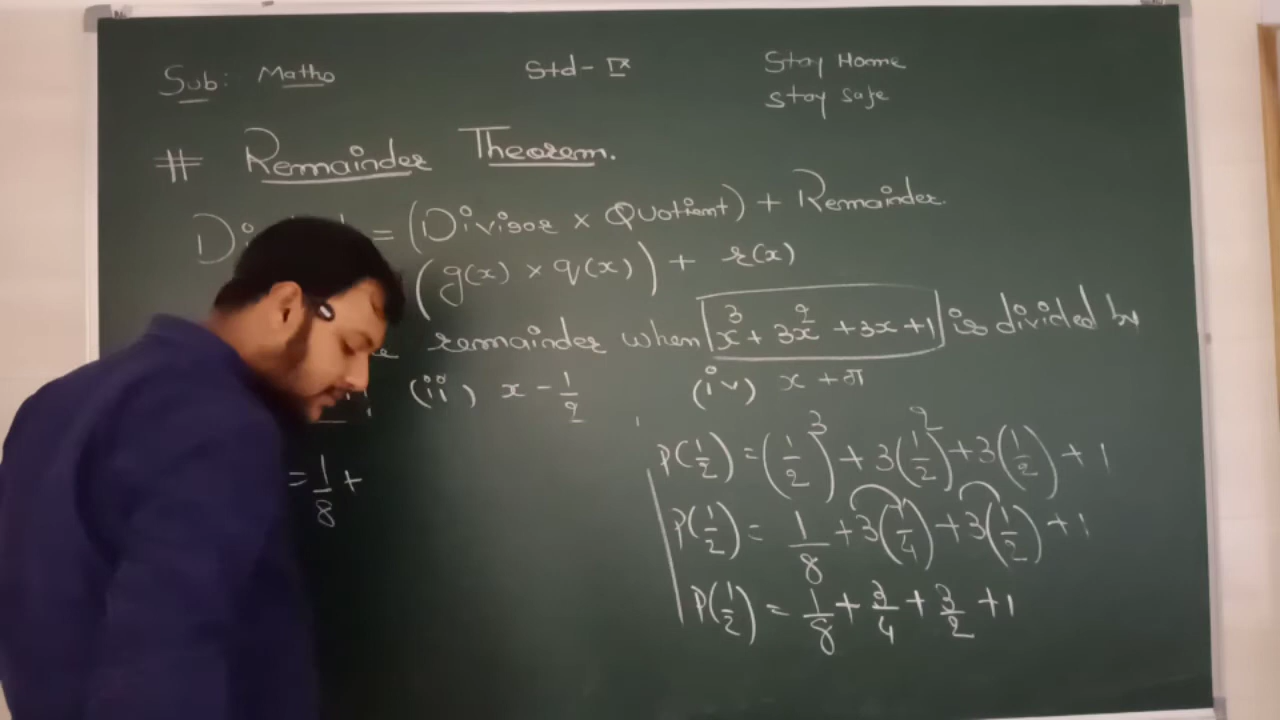 Sub: Maths Std- IX Stay Home
Stay Safe
# Remainder Theorem.
= (Divisor × Quotient) + Remainder.
(g(x) × q(x)) + r(x)
remainder when x³ + 3x² + 3x + 1 is divided by
(ii) x - 1/2 (iv) x + π
P(1/2) = (1/2)³ + 3(1/2)² + 3(1/2) + 1
= 1/8 +
P(1/2) = 1/8 + 3(1/4) + 3(1/2) + 1
P(1/2) = 1/8 + 3/4 + 3/2 + 1